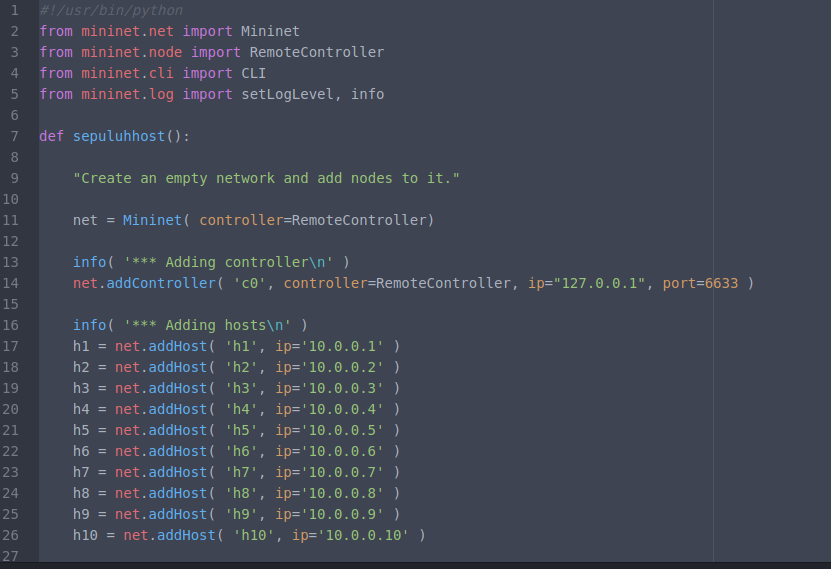 1 #!/usr/bin/python
2 from mininet.net import Mininet
3 from mininet.node import RemoteController
4 from mininet.cli import CLI
5 from mininet.log import setLogLevel, info
6
7 def sepuluhhost():
8
9     "Create an empty network and add nodes to it."
10
11     net = Mininet( controller=RemoteController)
12
13     info( '*** Adding controller\n' )
14     net.addController( 'c0', controller=RemoteController, ip="127.0.0.1", port=6633 )
15
16     info( '*** Adding hosts\n' )
17     h1 = net.addHost( 'h1', ip='10.0.0.1' )
18     h2 = net.addHost( 'h2', ip='10.0.0.2' )
19     h3 = net.addHost( 'h3', ip='10.0.0.3' )
20     h4 = net.addHost( 'h4', ip='10.0.0.4' )
21     h5 = net.addHost( 'h5', ip='10.0.0.5' )
22     h6 = net.addHost( 'h6', ip='10.0.0.6' )
23     h7 = net.addHost( 'h7', ip='10.0.0.7' )
24     h8 = net.addHost( 'h8', ip='10.0.0.8' )
25     h9 = net.addHost( 'h9', ip='10.0.0.9' )
26     h10 = net.addHost( 'h10', ip='10.0.0.10' )
27